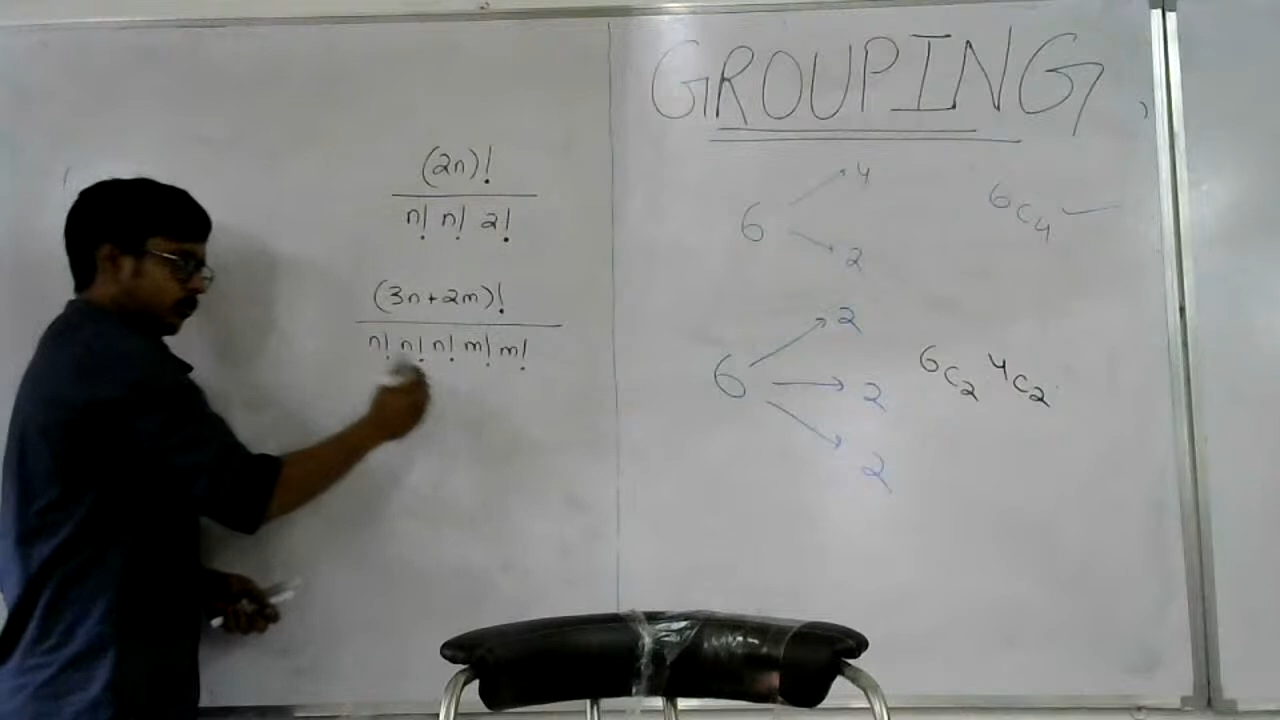 (2n)!
n! n! 2!
(3n+2m)!
n! n! n! m! m!
GROUPING,
6 4 2
6C4
6 2 2 2
6C2 4C2